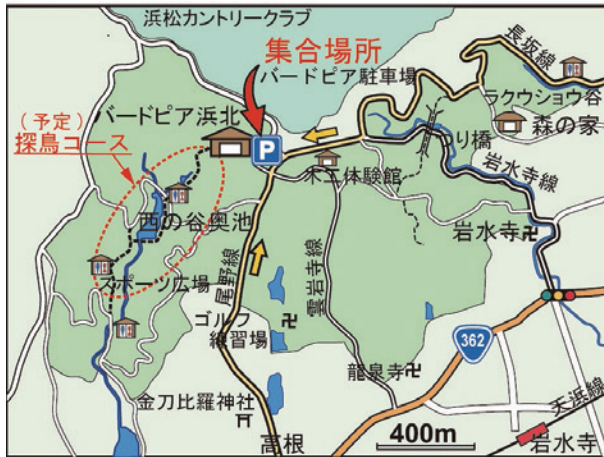 浜松カントリークラブ
集合場所
バードピア駐車場
長坂線
ラクウショウ谷
森の家
(予定)
探鳥コース
バードピア浜北
P
り橋
木工体験館
岩水寺線
西の谷奥池
岩水寺
スポーツ広場
尾野線
雲岩寺線
ゴルフ
練習場
362
龍泉寺
天浜線
金刀比羅神社
高根
400m
岩水寺